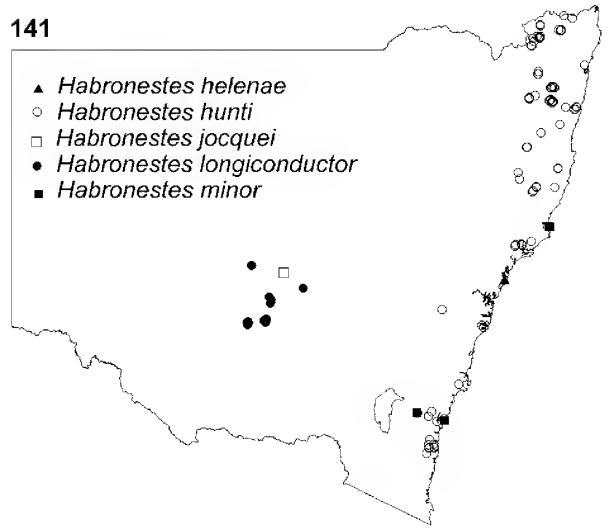 141
Habronestes helenae
Habronestes hunti
Habronestes jocquei
Habronestes longiconductor
Habronestes minor